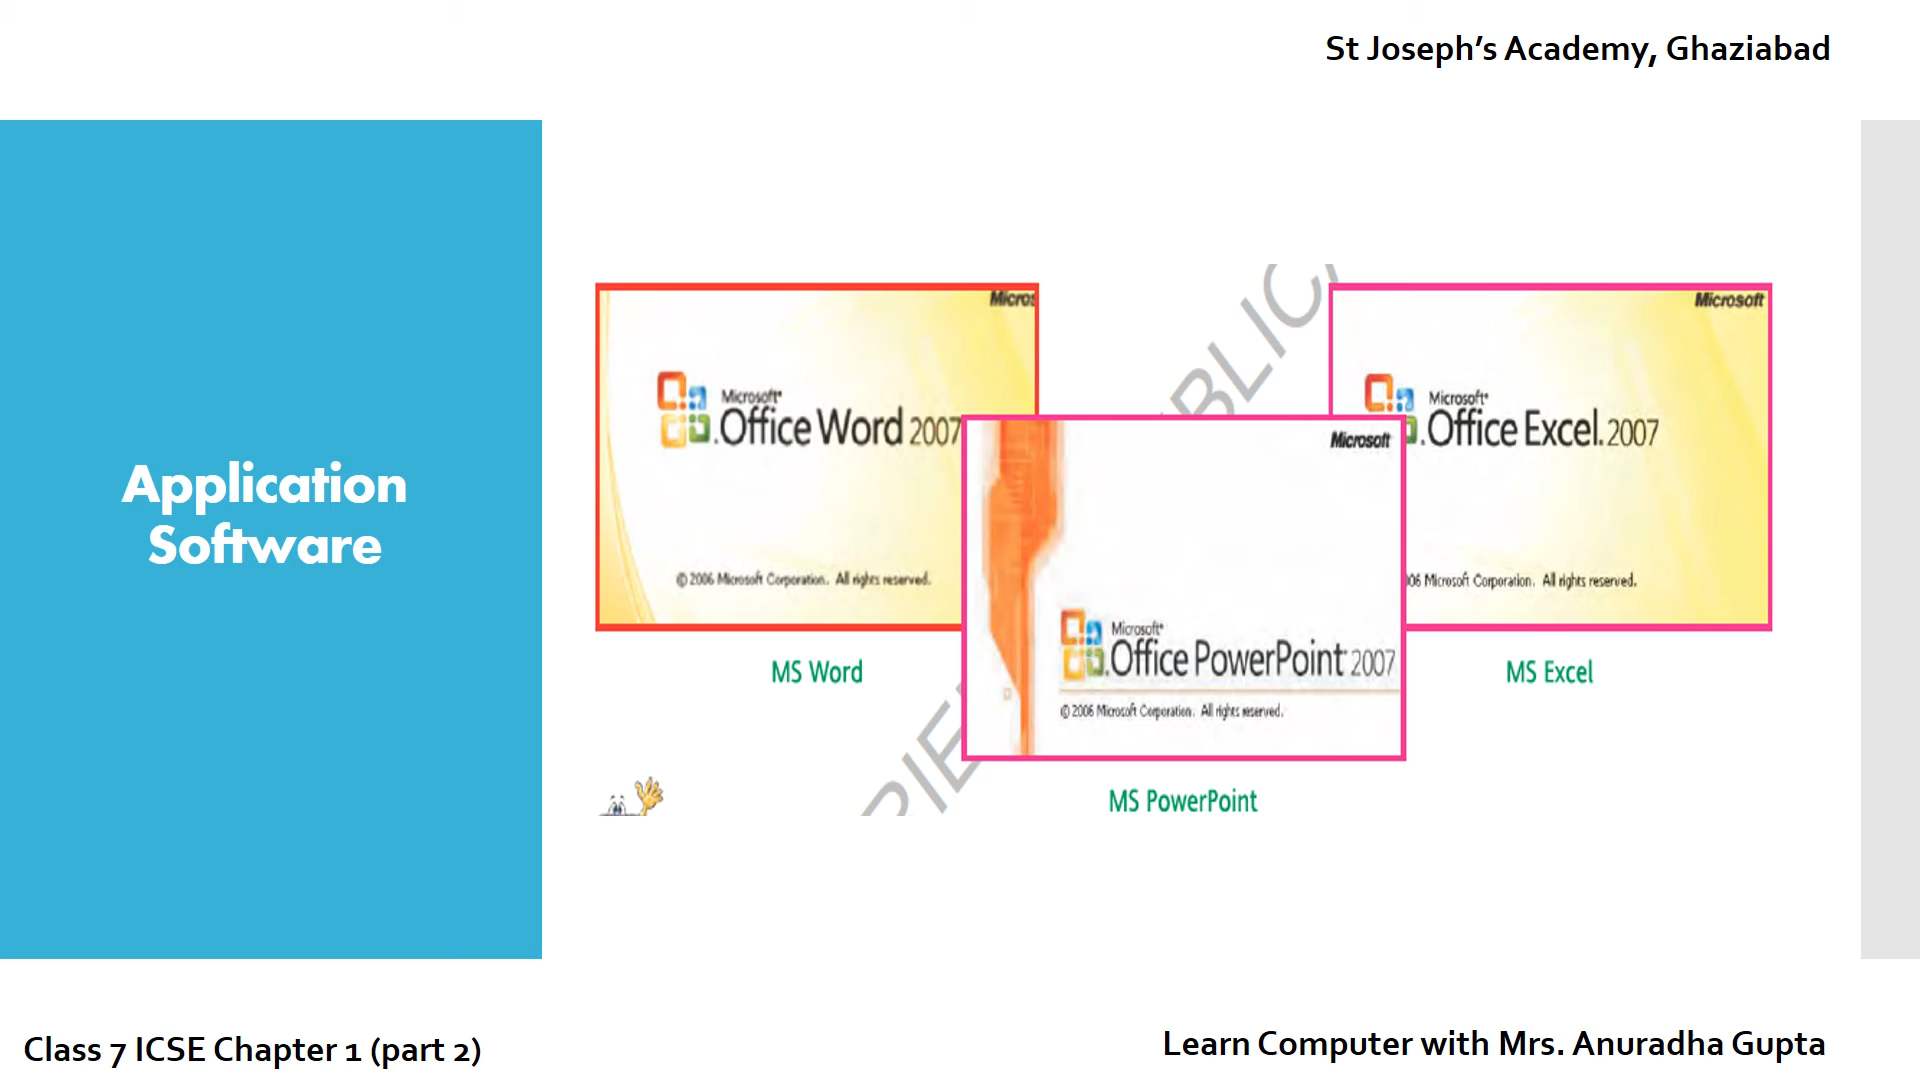 St Joseph's Academy, Ghaziabad
Application
Software
Micros
Microsoft
Office Word 2007
© 2006 Microsoft Corporation. All rights reserved.
MS Word
Microsoft
Microsoft
Office PowerPoint 2007
© 2006 Microsoft Corporation. All rights reserved.
MS PowerPoint
Microsoft
Microsoft
Office Excel 2007
06 Microsoft Corporation. All rights reserved.
MS Excel
Class 7 ICSE Chapter 1 (part 2)
Learn Computer with Mrs. Anuradha Gupta